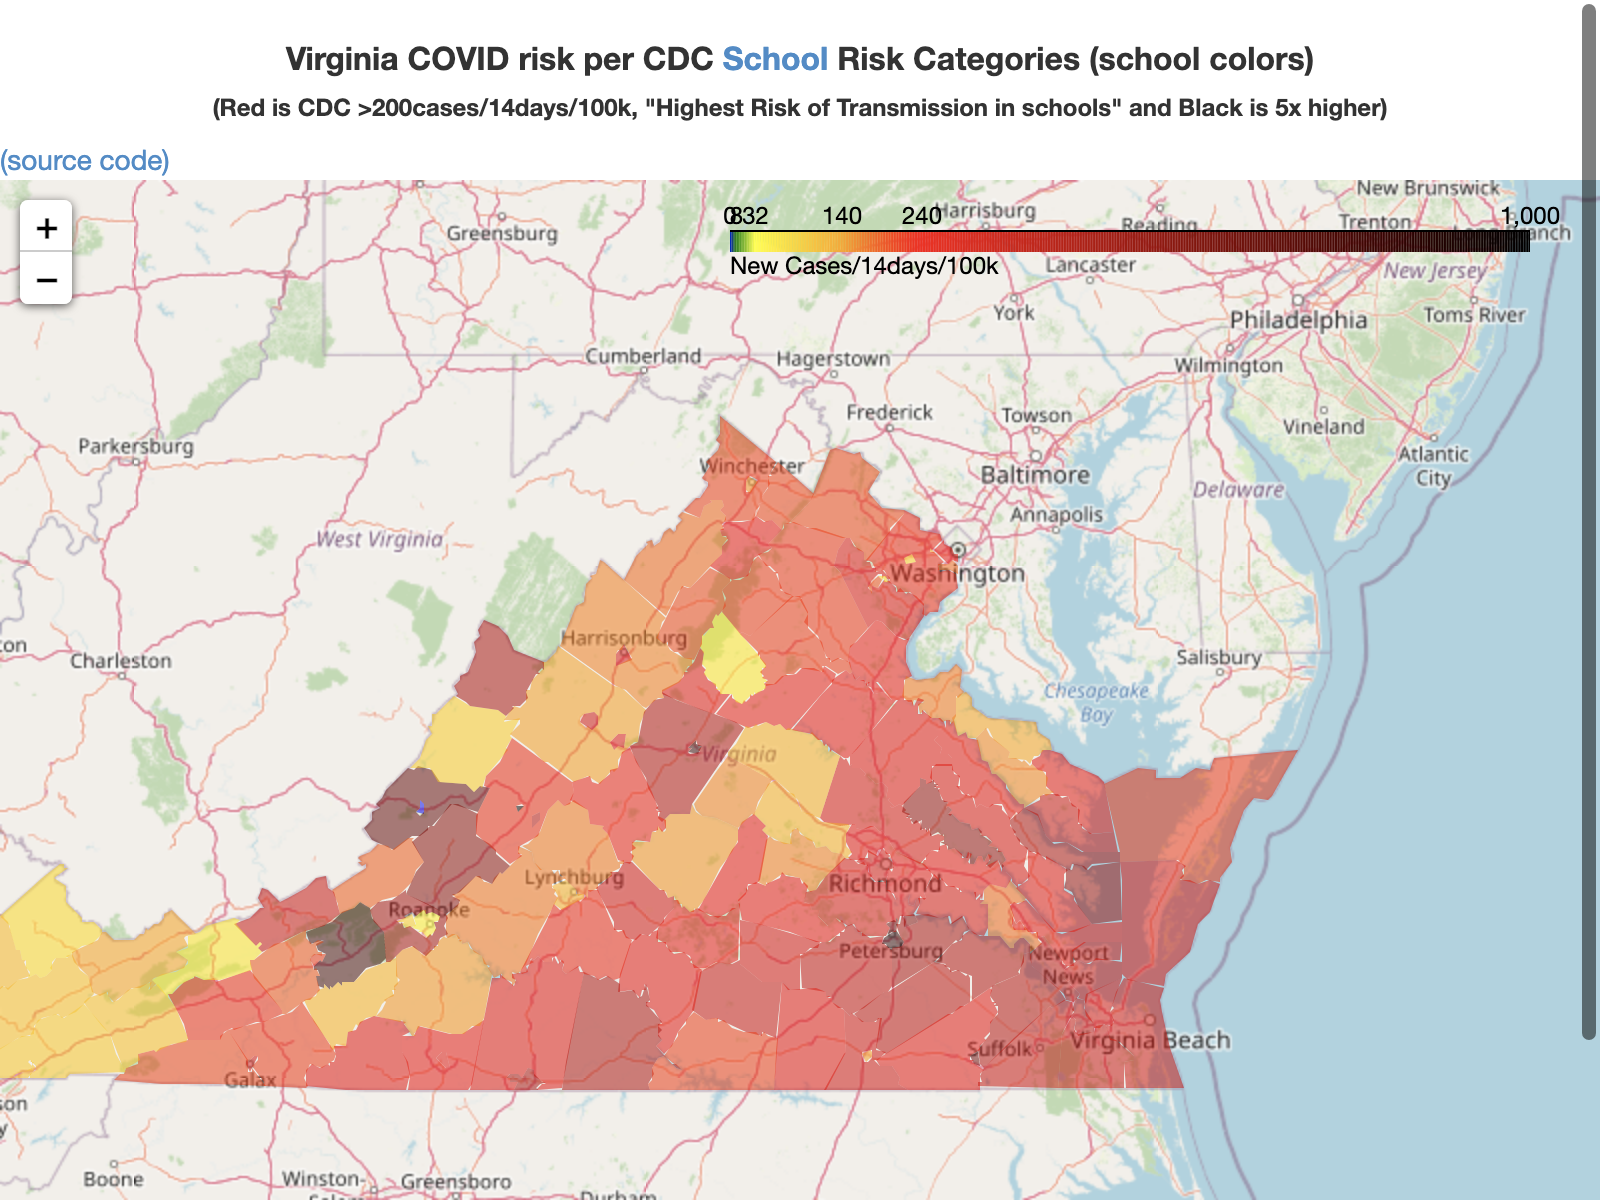 Virginia COVID risk per CDC School Risk Categories (school colors)
(Red is CDC >200cases/14days/100k, "Highest Risk of Transmission in schools" and Black is 5x higher)
(source code)
+
−
0 8 32 140 240 1,000
New Cases/14days/100k
New Brunswick
Greensburg
Harrisburg
Reading
Trenton
Long Branch
Lancaster
New Jersey
York
Philadelphia
Toms River
Cumberland
Hagerstown
Wilmington
Frederick
Towson
Vineland
Parkersburg
Winchester
Baltimore
Atlantic
City
Delaware
Annapolis
West Virginia
Washington
Harrisonburg
Charleston
Salisbury
Chesapeake
Bay
Virginia
Lynchburg
Richmond
Roanoke
Petersburg
Newport
News
Suffolk
Virginia Beach
Galax
son
Boone
Winston-
Salem
Greensboro
Durham